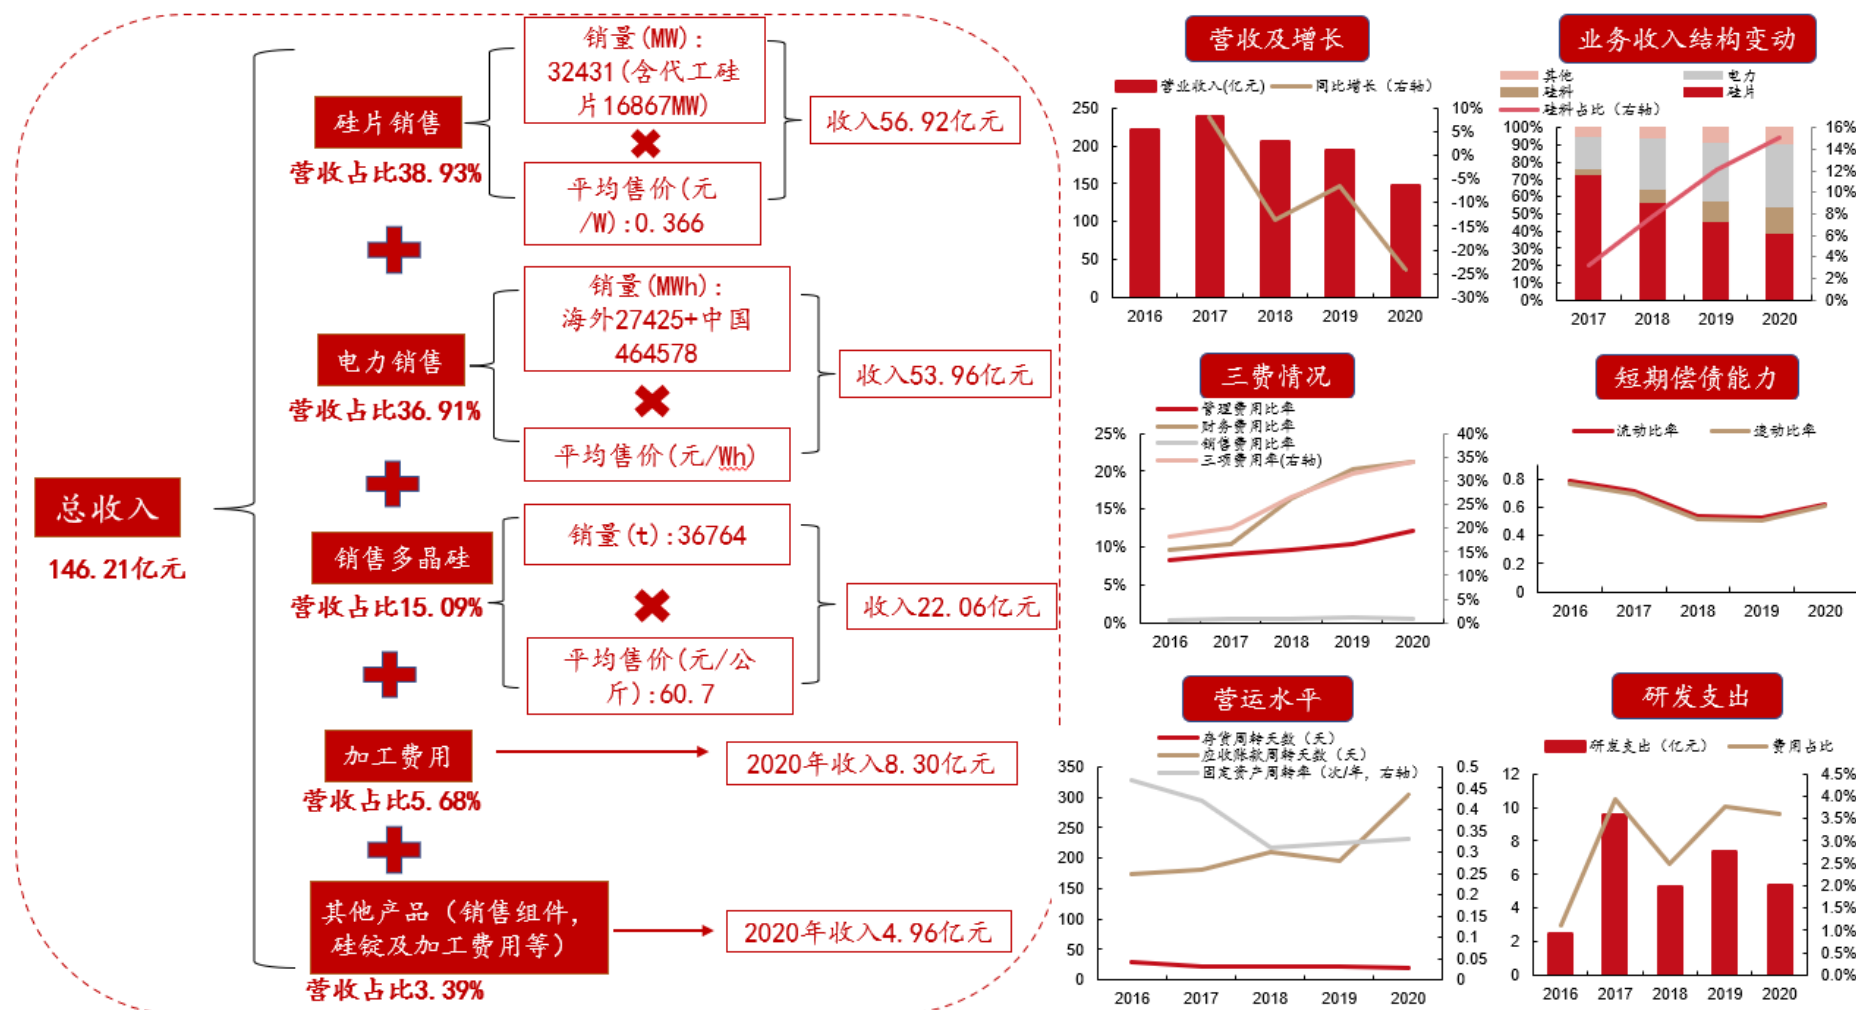 总收入
146.21亿元
硅片销售
营收占比38.93%
销量(MW):
32431(含代工硅
片16867MW)
平均售价(元
/W):0.366
收入56.92亿元
电力销售
营收占比36.91%
销量(MWh):
海外27425+中国
464578
平均售价(元/Wh)
收入53.96亿元
销售多晶硅
营收占比15.09%
销量(t):36764
平均售价(元/公
斤):60.7
收入22.06亿元
加工费用
营收占比5.68%
2020年收入8.30亿元
其他产品（销售组件,
硅锭及加工费用等）
营收占比3.39%
2020年收入4.96亿元
营收及增长
营业收入(亿元)
同比增长（右轴）
250
200
150
100
50
0
10%
5%
0%
-5%
-10%
-15%
-20%
-25%
-30%
2016 2017 2018 2019 2020
业务收入结构变动
其他
电力
硅料
硅片
硅料占比（右轴）
100%
90%
80%
70%
60%
50%
40%
30%
20%
10%
0%
16%
14%
12%
10%
8%
6%
4%
2%
0%
2017 2018 2019 2020
三费情况
管理费用比率
财务费用比率
销售费用比率
三项费用率(右轴)
25%
20%
15%
10%
5%
0%
40%
35%
30%
25%
20%
15%
10%
5%
0%
2016 2017 2018 2019 2020
短期偿债能力
流动比率
速动比率
0.8
0.6
0.4
0.2
0
2016 2017 2018 2019 2020
营运水平
存货周转天数（天）
应收账款周转天数（天）
固定资产周转率（次/年，右轴）
350
300
250
200
150
100
50
0
0.5
0.45
0.4
0.35
0.3
0.25
0.2
0.15
0.1
0.05
0
2016 2017 2018 2019 2020
研发支出
研发支出（亿元）
费用占比
12
10
8
6
4
2
0
4.5%
4.0%
3.5%
3.0%
2.5%
2.0%
1.5%
1.0%
0.5%
0.0%
2016 2017 2018 2019 2020